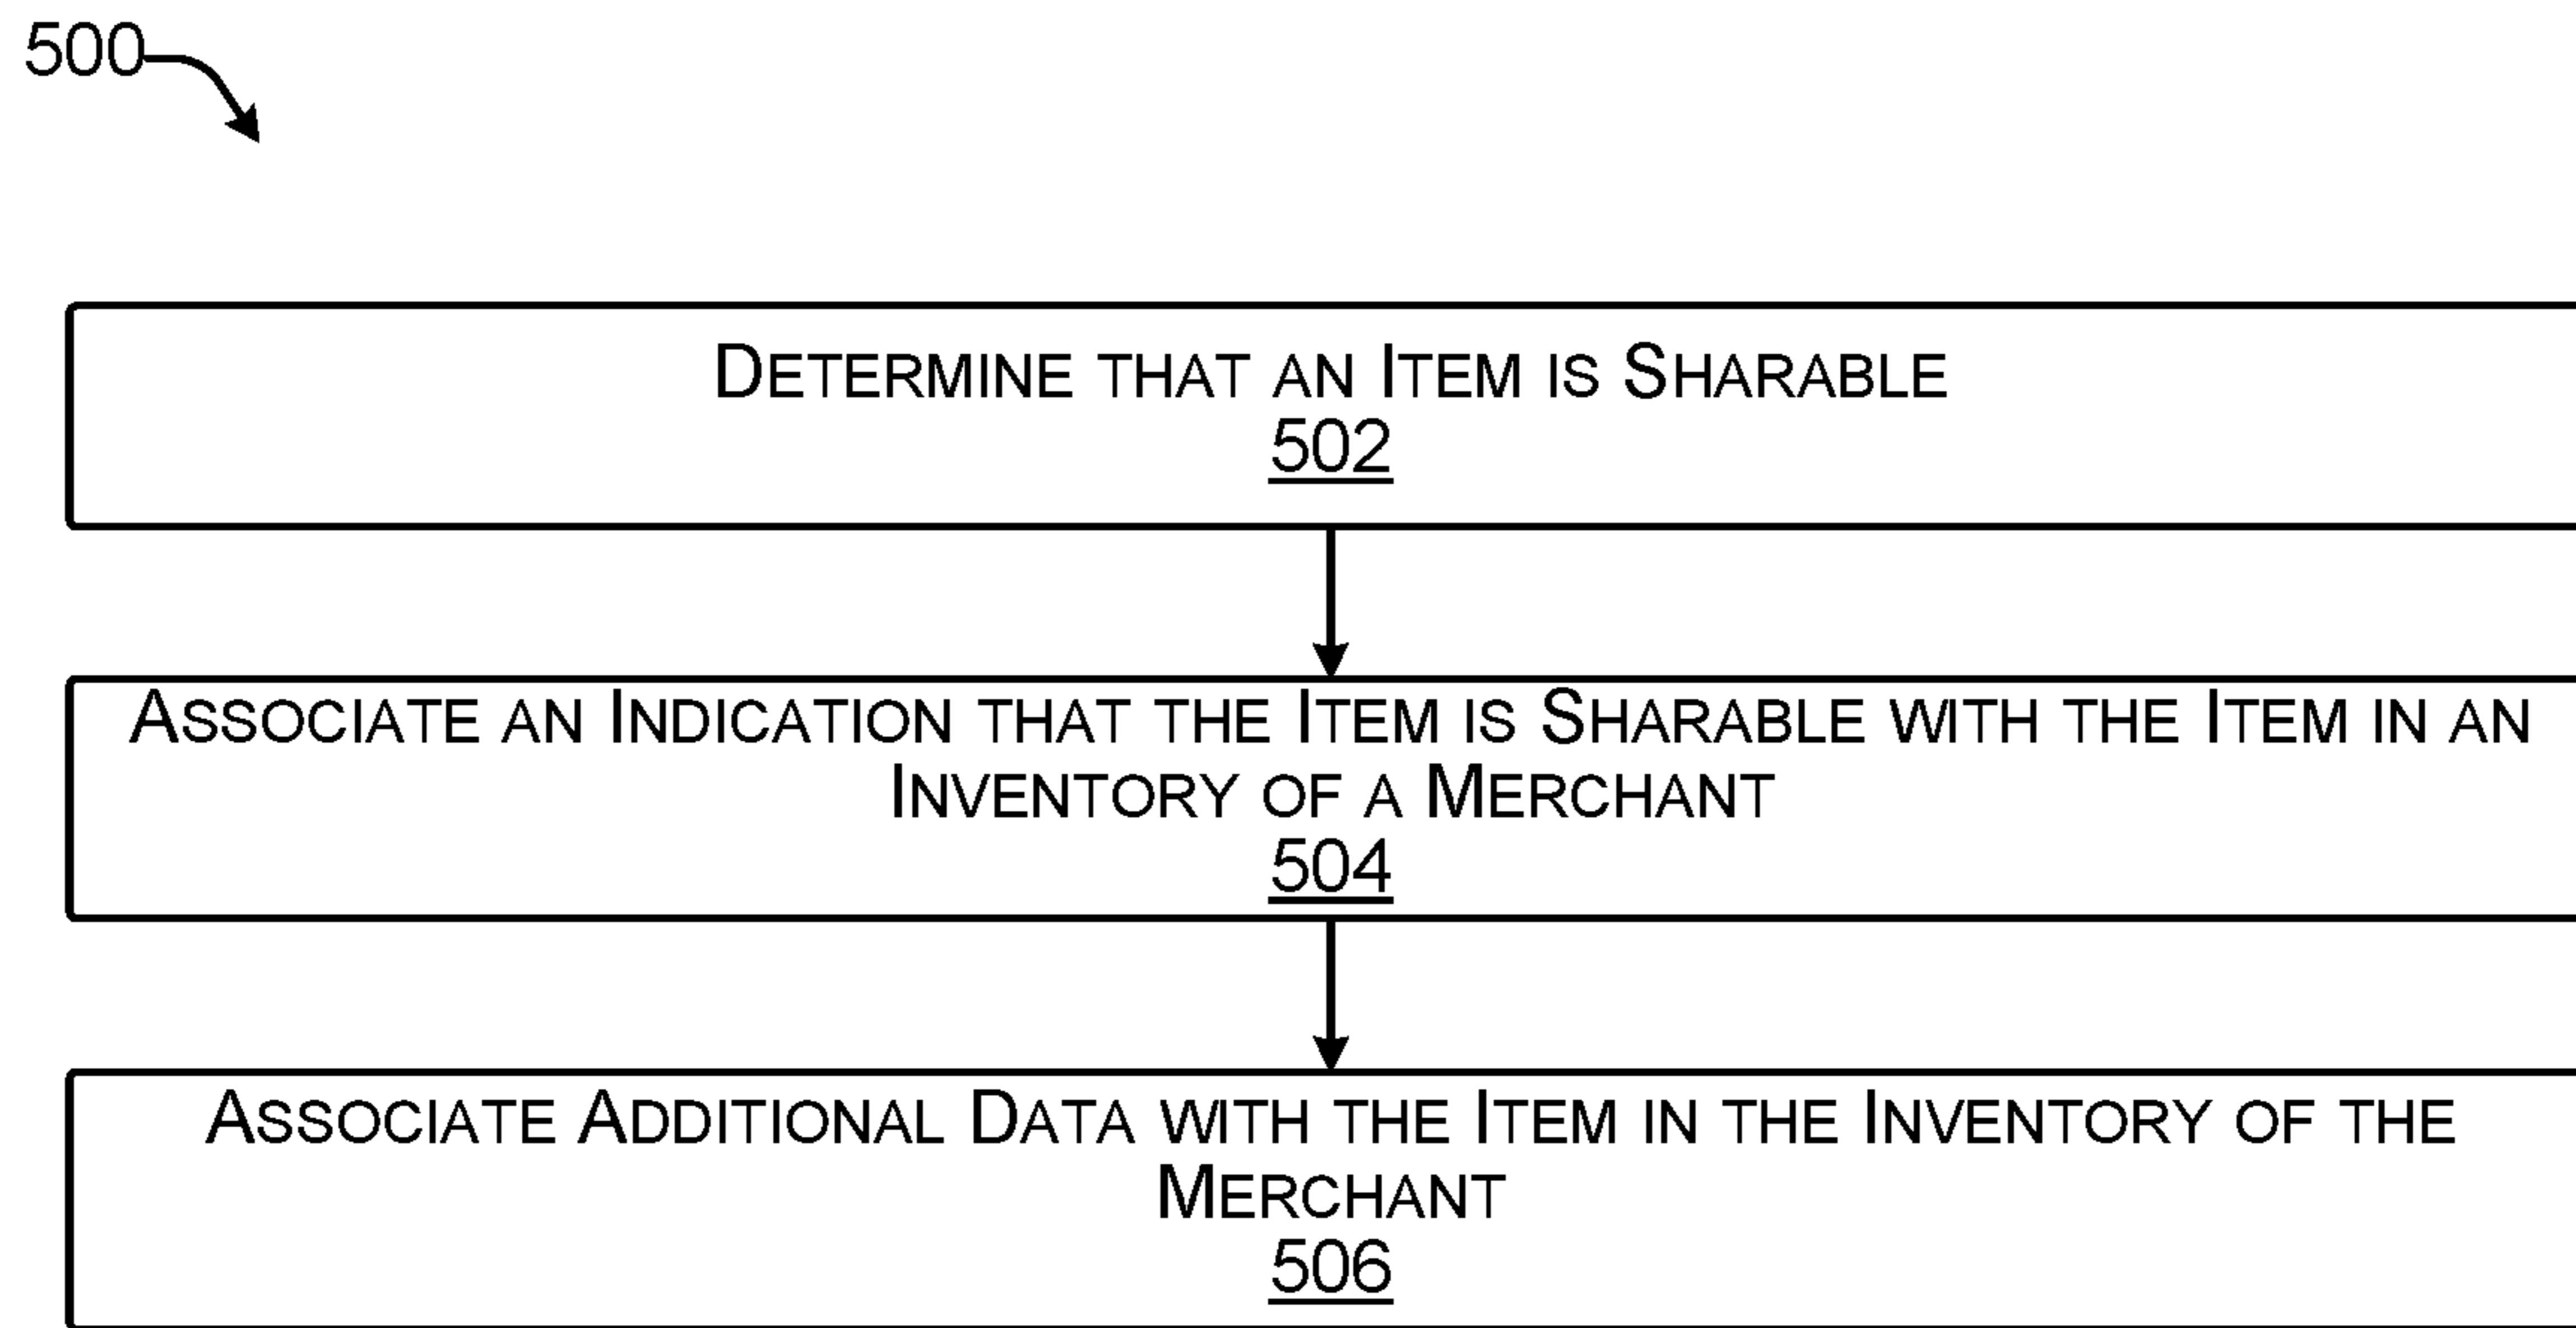 500
DETERMINE THAT AN ITEM IS SHARABLE
502
ASSOCIATE AN INDICATION THAT THE ITEM IS SHARABLE WITH THE ITEM IN AN
INVENTORY OF A MERCHANT
504
ASSOCIATE ADDITIONAL DATA WITH THE ITEM IN THE INVENTORY OF THE
MERCHANT
506